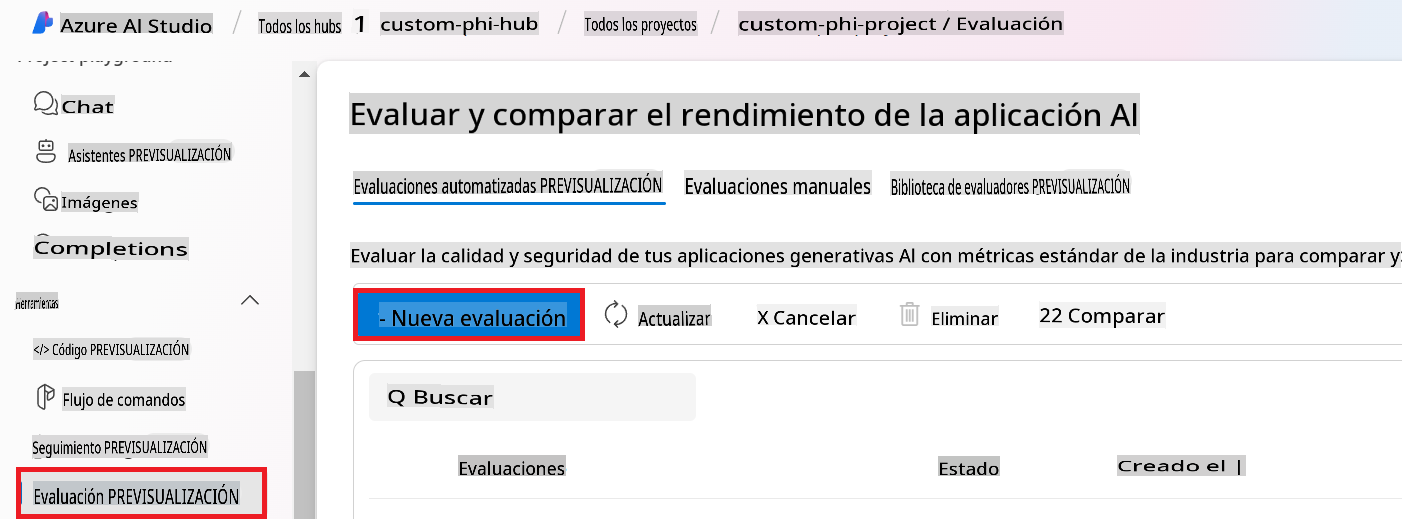 Azure AI Studio / Todos los hubs 1 custom-phi-hub / Todos los proyectos / custom-phi-project / Evaluación
Project playground
Chat
Asistentes PREVISUALIZACIÓN
Imágenes
Completions
Herramientas
</> Código PREVISUALIZACIÓN
Flujo de comandos
Seguimiento PREVISUALIZACIÓN
Evaluación PREVISUALIZACIÓN
Evaluar y comparar el rendimiento de la aplicación Al
Evaluaciones automatizadas PREVISUALIZACIÓN Evaluaciones manuales Biblioteca de evaluadores PREVISUALIZACIÓN
Evaluar la calidad y seguridad de tus aplicaciones generativas Al con métricas estándar de la industria para comparar y
- Nueva evaluación Actualizar X Cancelar Eliminar 22 Comparar
Q Buscar
Evaluaciones Estado Creado el |